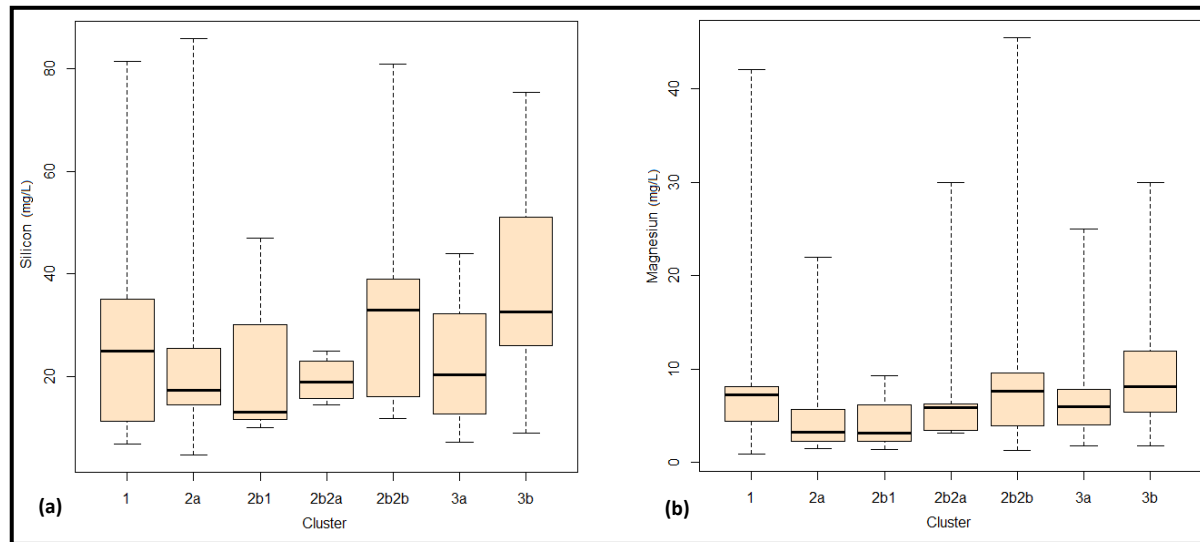 Silicon (mg/L)
80
60
40
20
1 2a 2b1 2b2a 2b2b 3a 3b
Cluster
(a)
Magnesiun (mg/L)
40
30
20
10
0
1 2a 2b1 2b2a 2b2b 3a 3b
Cluster
(b)